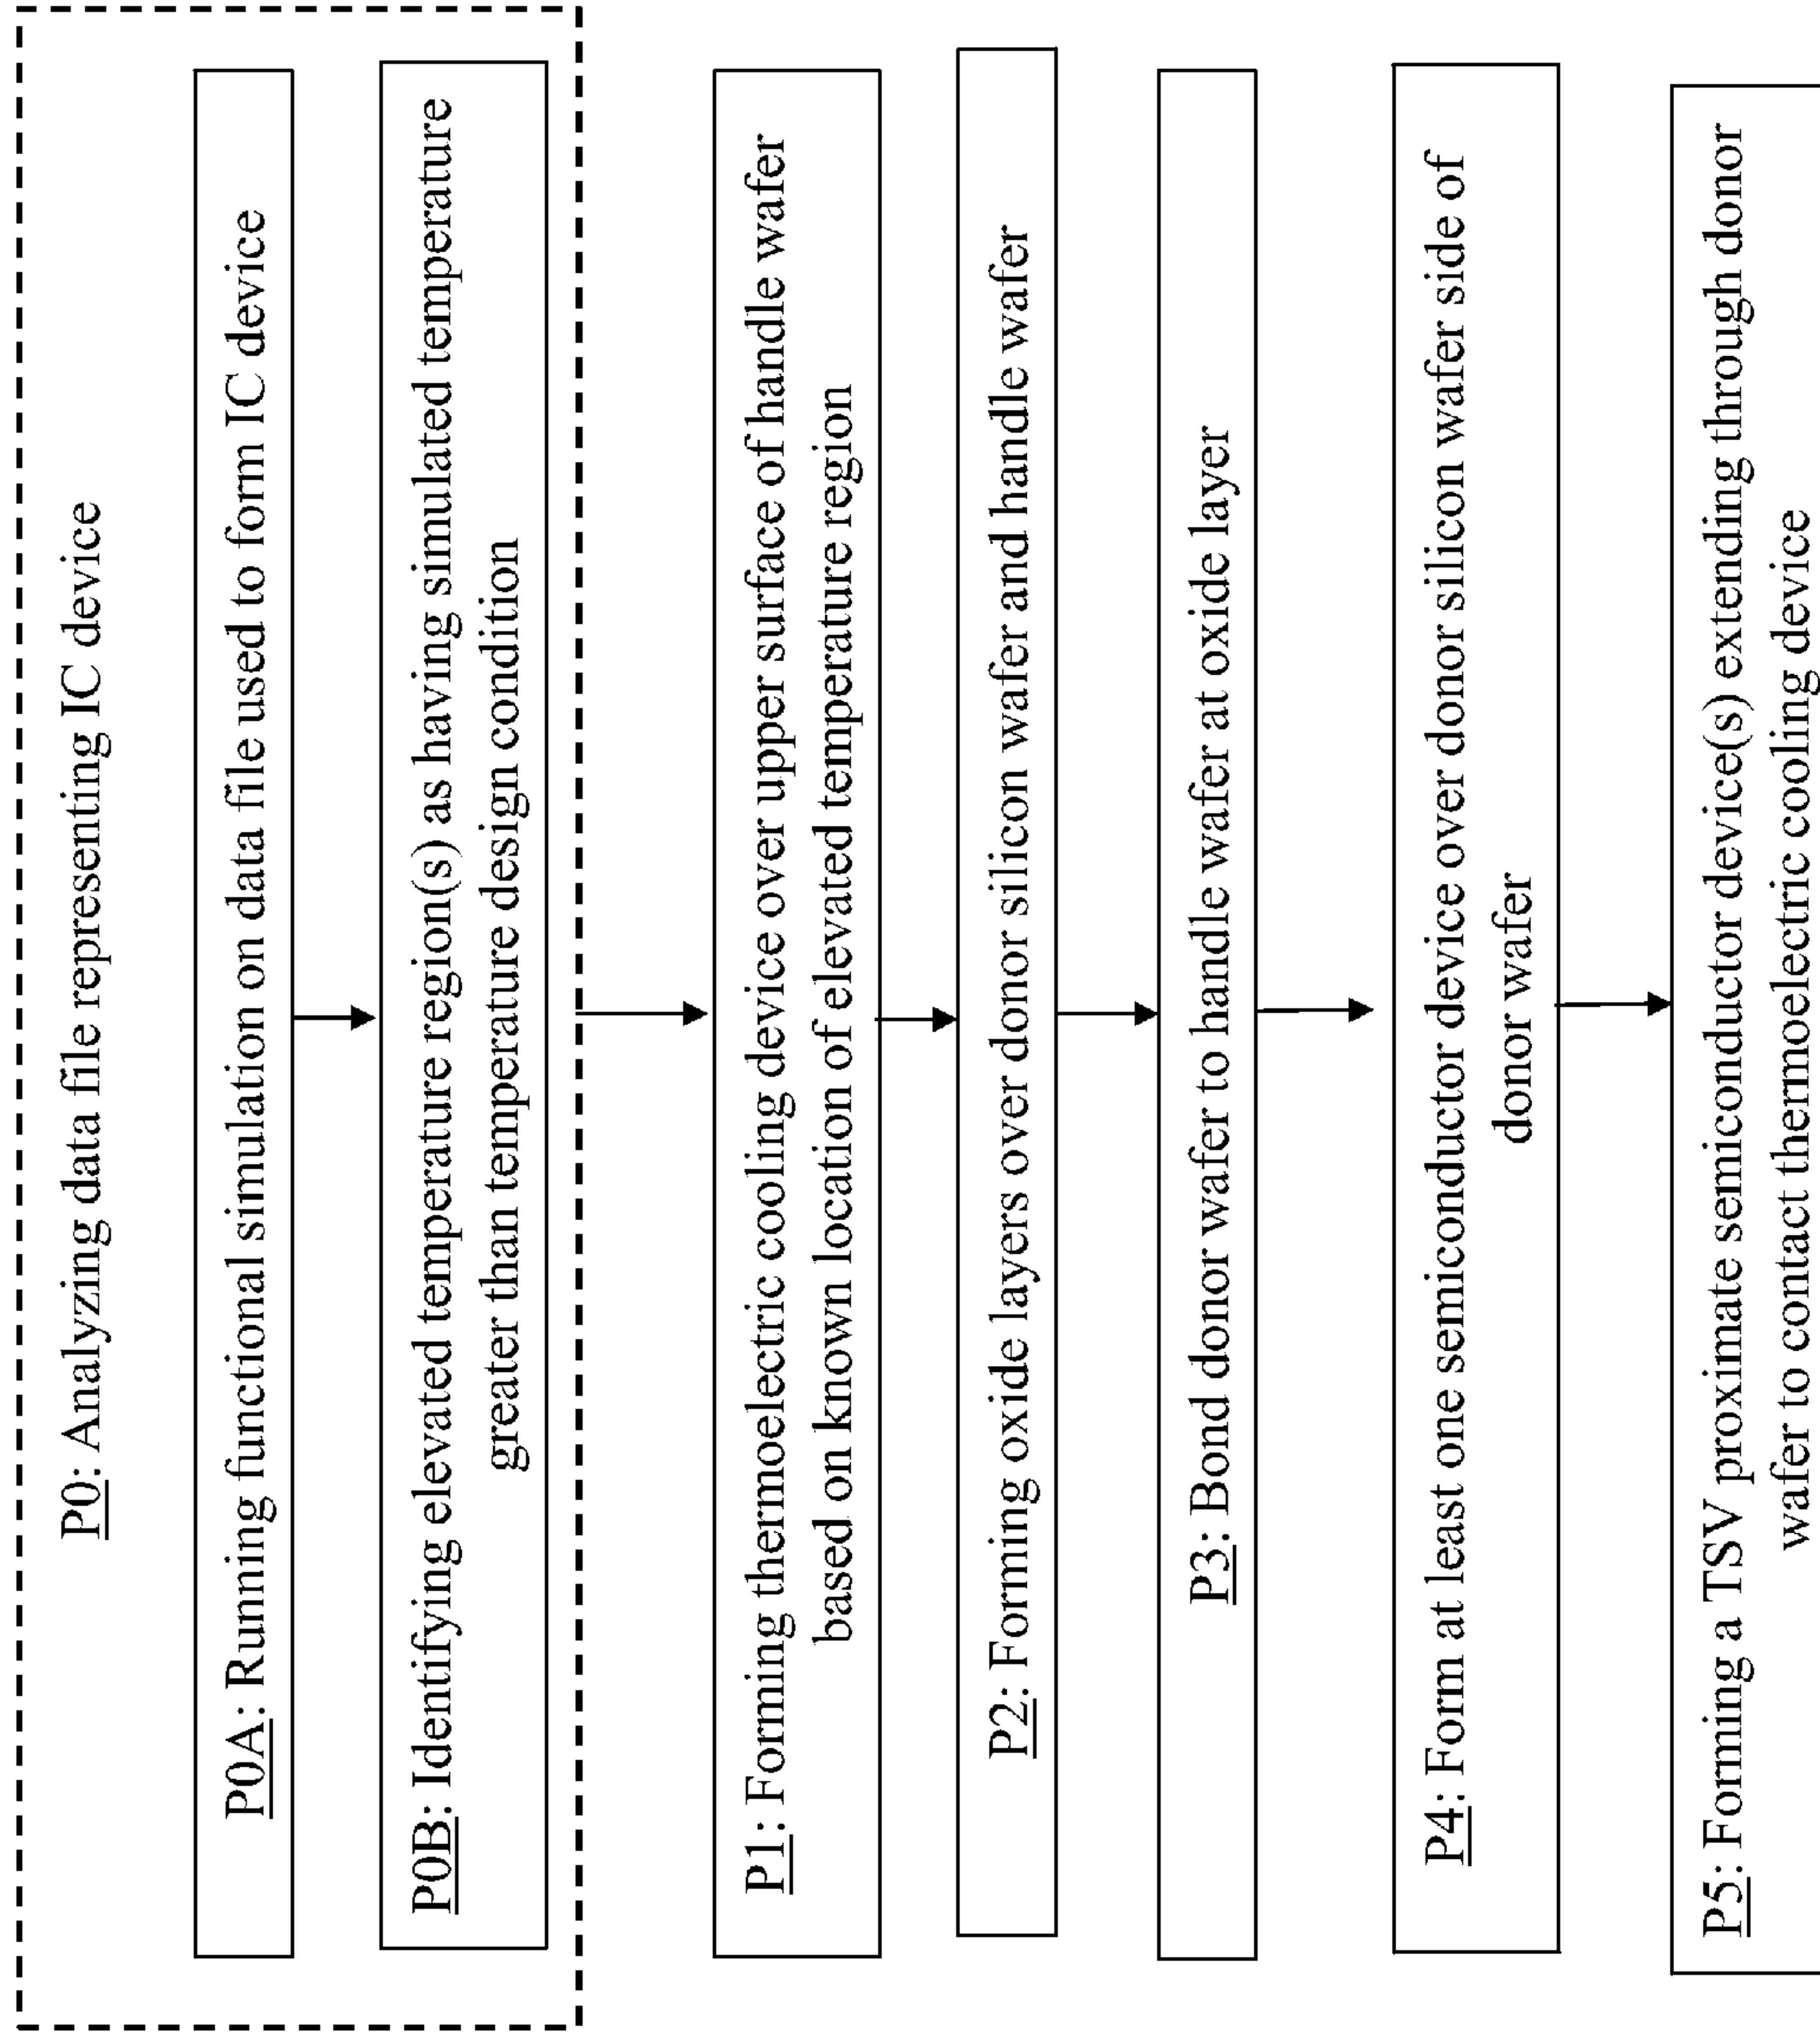 P0: Analyzing data file representing IC device
P0A: Running functional simulation on data file used to form IC device
P0B: Identifying elevated temperature region(s) as having simulated temperature
greater than temperature design condition
P1: Forming thermoelectric cooling device over upper surface of handle wafer
based on known location of elevated temperature region
P2: Forming oxide layers over donor silicon wafer and handle wafer
P3: Bond donor wafer to handle wafer at oxide layer
P4: Form at least one semiconductor device over donor silicon wafer side of
donor wafer
P5: Forming a TSV proximate semiconductor device(s) extending through donor
wafer to contact thermoelectric cooling device